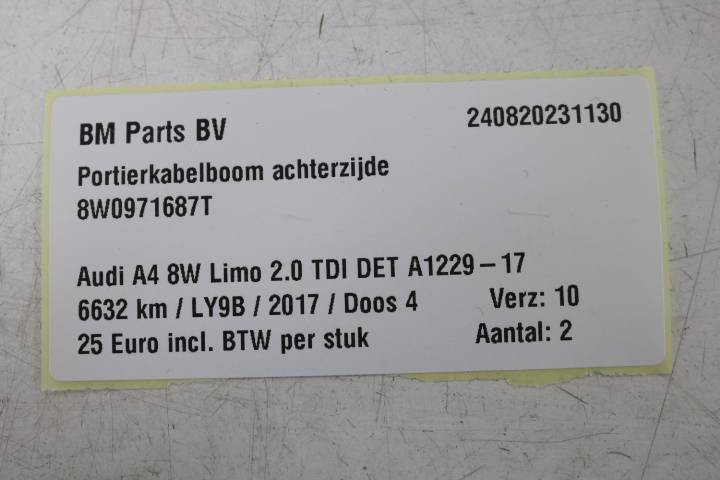 BM Parts BV 240820231130
Portierkabelboom achterzijde
8W0971687T
Audi A4 8W Limo 2.0 TDI DET A1229 – 17
6632 km / LY9B / 2017 / Doos 4 Verz: 10
25 Euro incl. BTW per stuk Aantal: 2